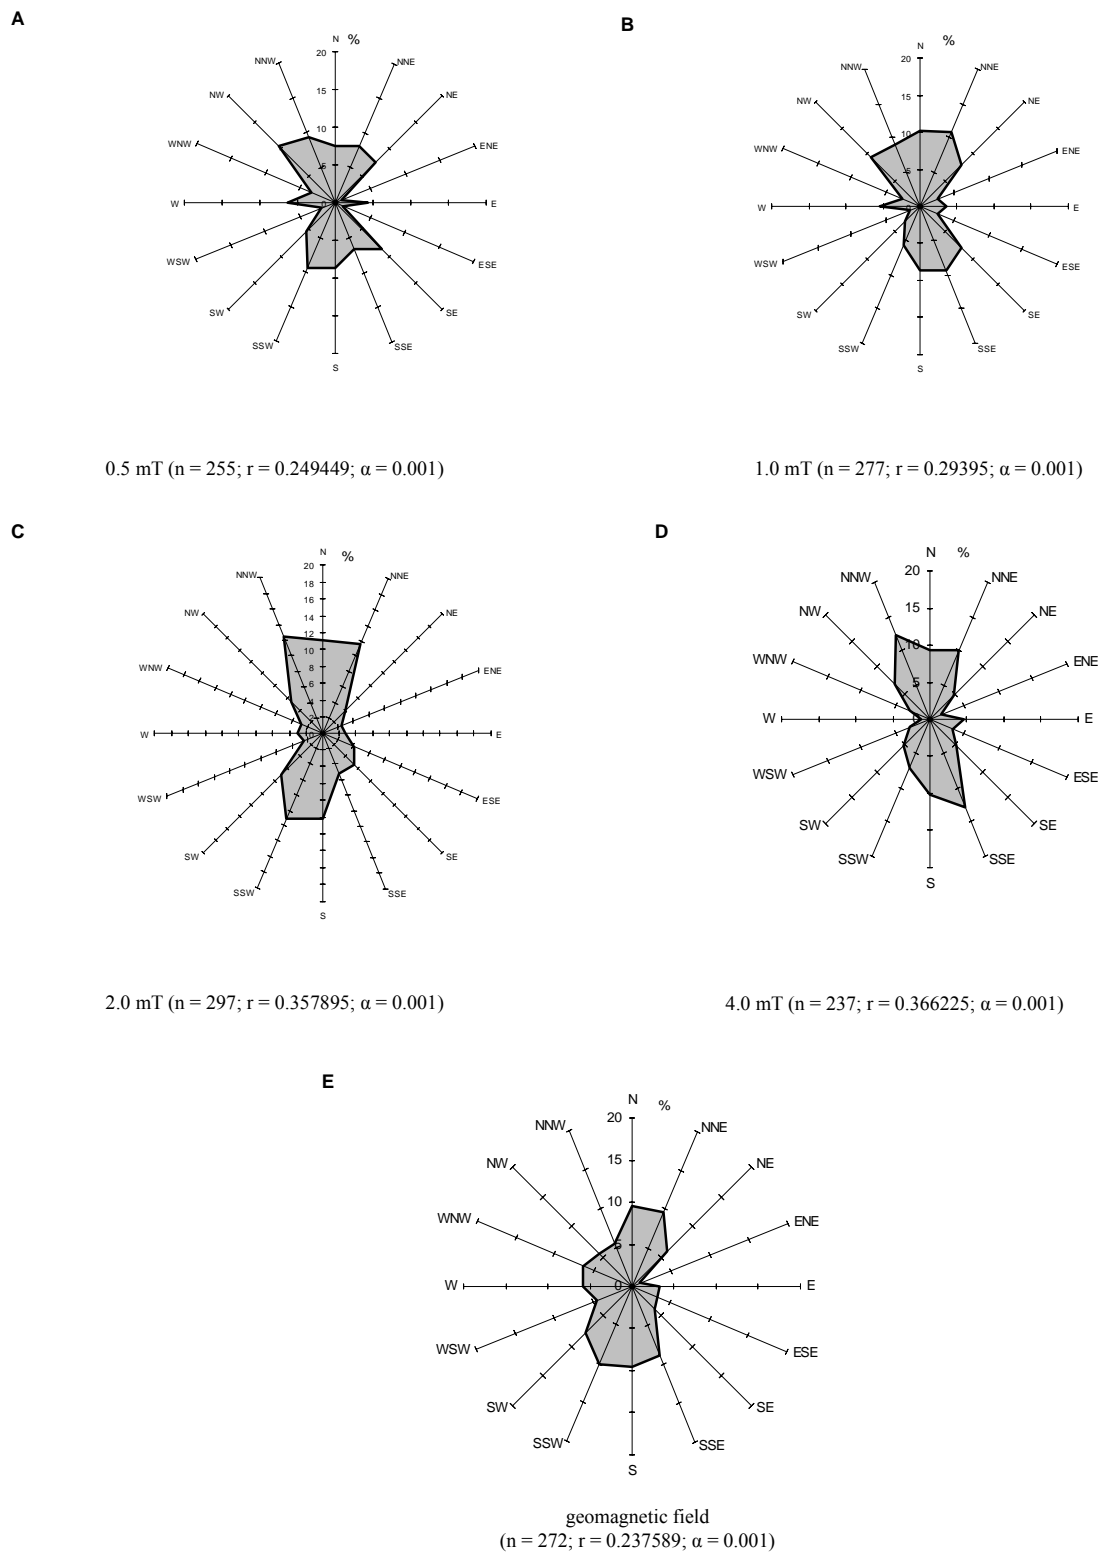 A
N %
20
15
10
5
0
NNW
NNE
NW
NE
WNW
ENE
W
E
WSW
ESE
SW
SE
SSW
SSE
S
0.5 mT (n = 255; r = 0.249449; α = 0.001)
B
N %
20
15
10
5
0
NNW
NNE
NW
NE
WNW
ENE
W
E
WSW
ESE
SW
SE
SSW
SSE
S
1.0 mT (n = 277; r = 0.29395; α = 0.001)
C
N %
20
18
16
14
12
10
8
6
4
2
0
NNW
NNE
NW
NE
WNW
ENE
W
E
WSW
ESE
SW
SE
SSW
SSE
S
2.0 mT (n = 297; r = 0.357895; α = 0.001)
D
N %
20
15
10
5
0
NNW
NNE
NW
NE
WNW
ENE
W
E
WSW
ESE
SW
SE
SSW
SSE
S
4.0 mT (n = 237; r = 0.366225; α = 0.001)
E
N %
20
15
10
5
0
NNW
NNE
NW
NE
WNW
ENE
W
E
WSW
ESE
SW
SE
SSW
SSE
S
geomagnetic field
(n = 272; r = 0.237589; α = 0.001)